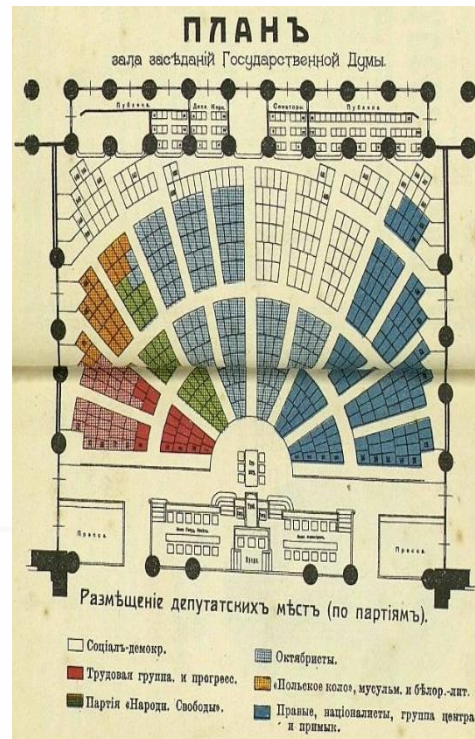 ПЛАНЪ
зала засѣданій Государственной Думы.
Публика.
Дипл. Корп.
Сенаторы.
Публика
Пресса.
Пресса.
Размѣщеніе депутатскихъ мѣстъ (по партіямъ).
Соціалъ-демокр.
Трудовая группа. и прогресс.
Партія «Народн. Свободы».
Октябристы.
«Польское коло», мусульм. и бѣлор.-лит.
Правые, націоналисты, группа центра
и примык.